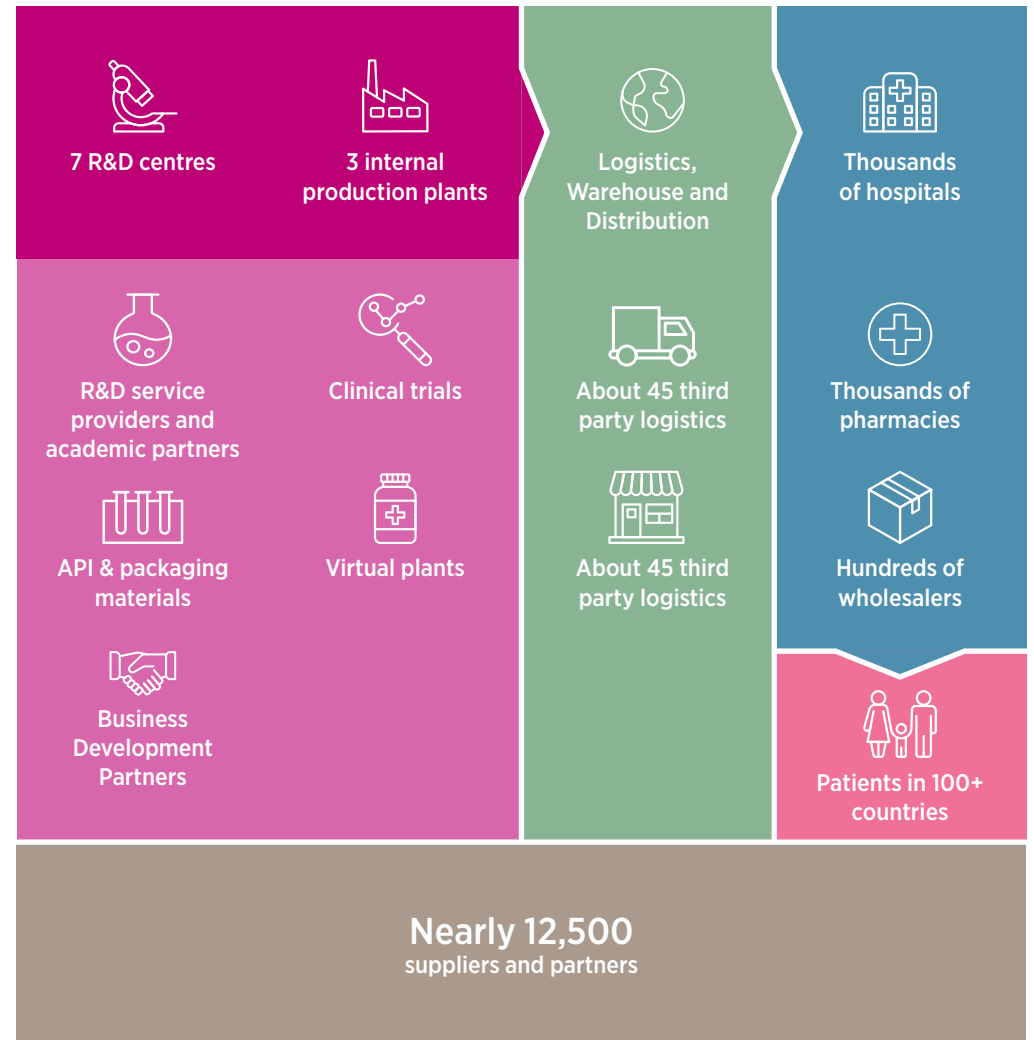 7 R&D centres
3 internal
production plants
Logistics,
Warehouse and
Distribution
Thousands
of hospitals
R&D service
providers and
academic partners
Clinical trials
About 45 third
party logistics
Thousands of
pharmacies
API & packaging
materials
Virtual plants
About 45 third
party logistics
Hundreds of
wholesalers
Business
Development
Partners
Patients in 100+
countries
Nearly 12,500
suppliers and partners